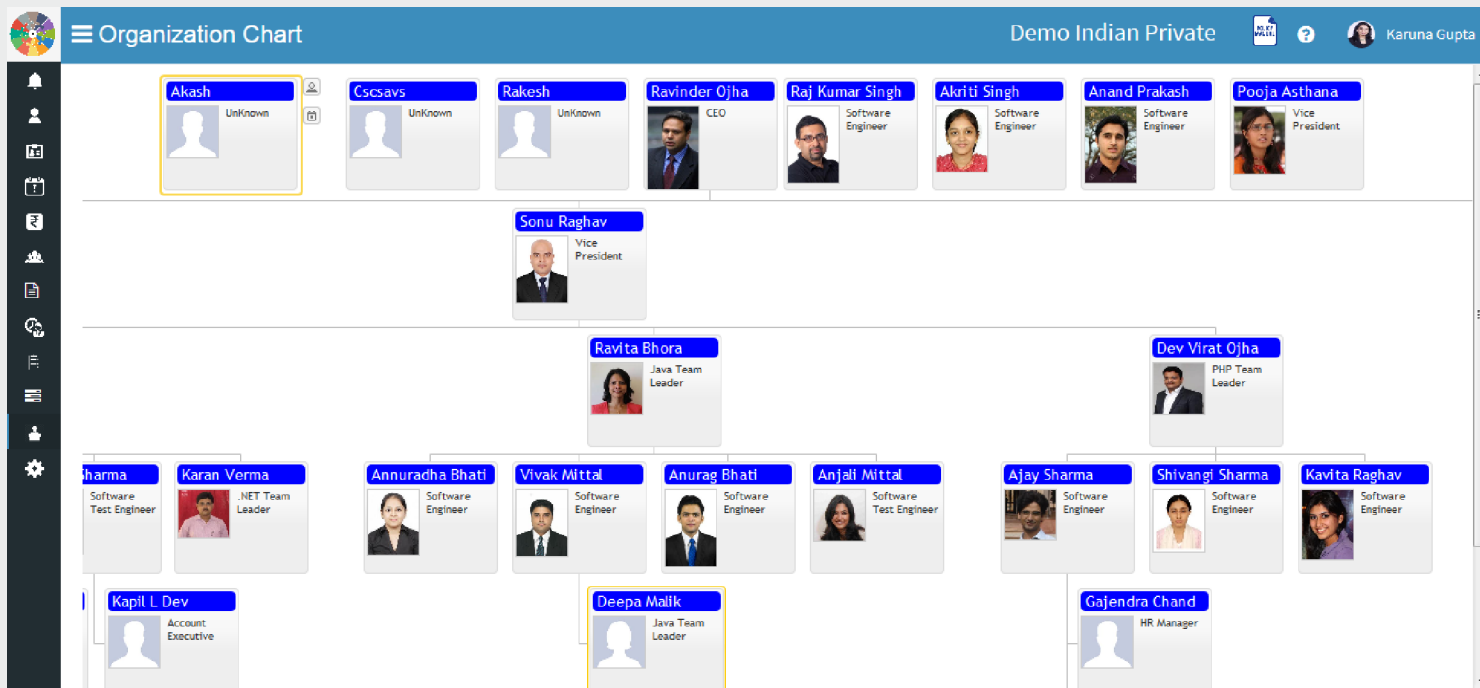 Organization Chart
Demo Indian Private
Karuna Gupta
Akash
UnKnown
Cscsavs
UnKnown
Rakesh
UnKnown
Ravinder Ojha
CEO
Raj Kumar Singh
Software
Engineer
Akriti Singh
Software
Engineer
Anand Prakash
Software
Engineer
Pooja Asthana
Vice
President
Sonu Raghav
Vice
President
Ravita Bhora
Java Team
Leader
Dev Virat Ojha
PHP Team
Leader
Sharma
Software
Test Engineer
Karan Verma
.NET Team
Leader
Annuradha Bhati
Software
Engineer
Vivak Mittal
Software
Engineer
Anurag Bhati
Software
Engineer
Anjali Mittal
Software
Test Engineer
Ajay Sharma
Software
Engineer
Shivangi Sharma
Software
Engineer
Kavita Raghav
Software
Engineer
Kapil L Dev
Account
Executive
Deepa Malik
Java Team
Leader
Gajendra Chand
HR Manager